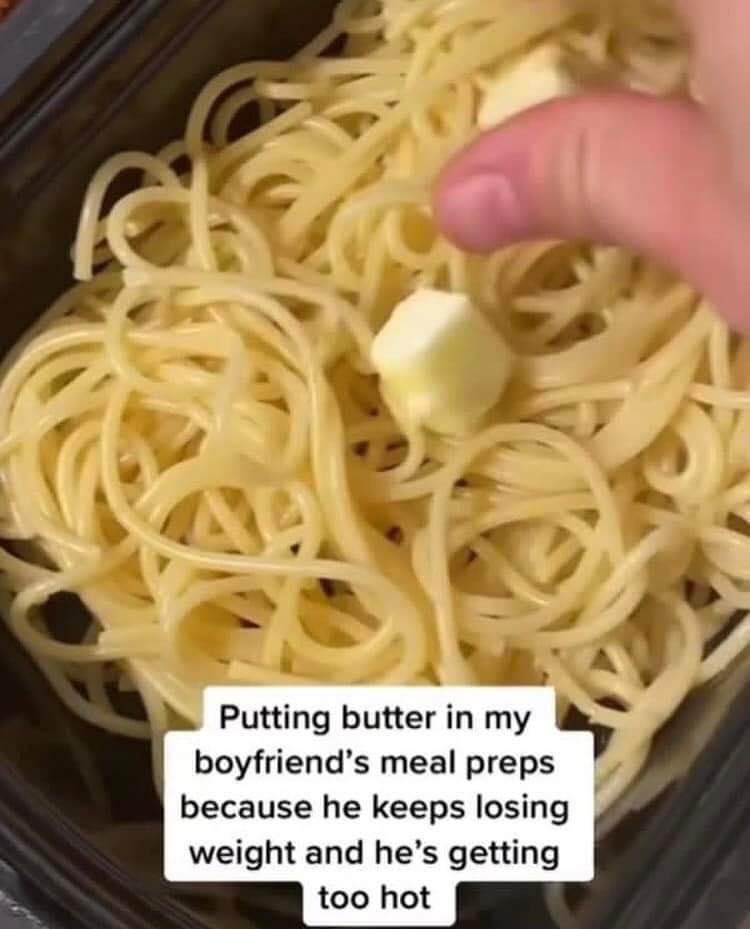 Putting butter in my
boyfriend's meal preps
because he keeps losing
weight and he's getting
too hot